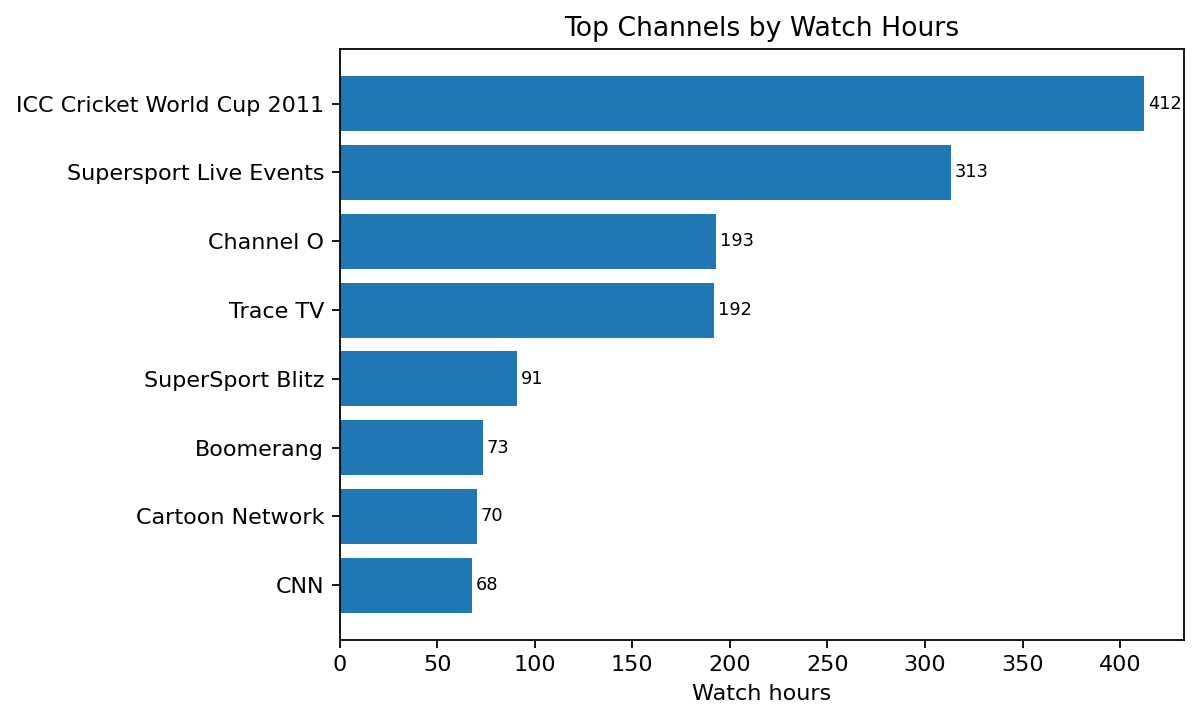 Top Channels by Watch Hours
ICC Cricket World Cup 2011 412
Supersport Live Events 313
Channel O 193
Trace TV 192
SuperSport Blitz 91
Boomerang 73
Cartoon Network 70
CNN 68
0 50 100 150 200 250 300 350 400
Watch hours